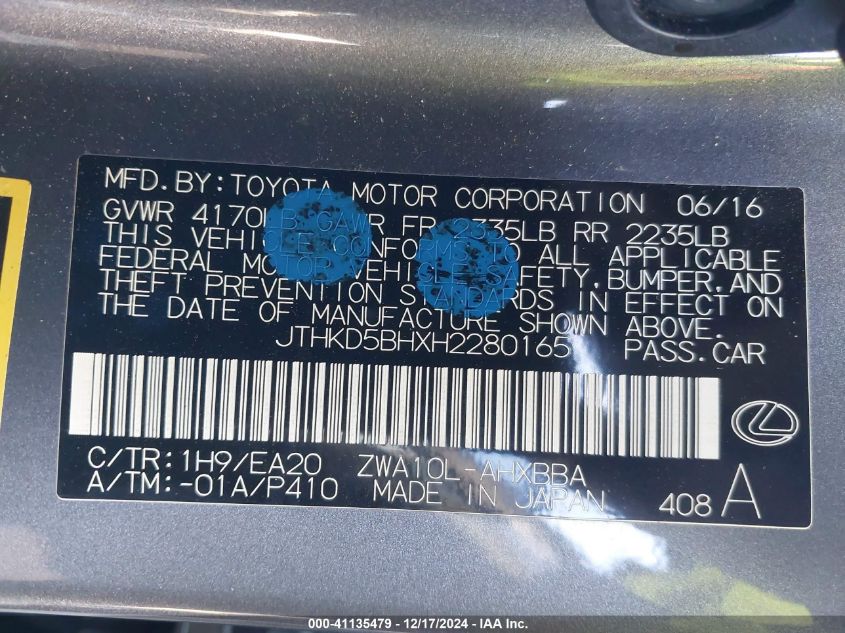 MFD.BY:TOYOTA MOTOR CORPORATION 06/16
GVWR 4170LB GAWR FR 2335LB RR 2235LB
THIS VEHICLE CONFORMS TO ALL APPLICABLE
FEDERAL MOTOR VEHICLE SAFETY,BUMPER,AND
THEFT PREVENTION STANDARDS IN EFFECT ON
THE DATE OF MANUFACTURE SHOWN ABOVE.
JTHKD5BHXH2280165 PASS.CAR
C/TR:1H9/EA20 ZWA10L-AHXBBA
A/TM:-01A/P410 MADE IN JAPAN 408 A
000-41135479 - 12/17/2024 - IAA Inc.